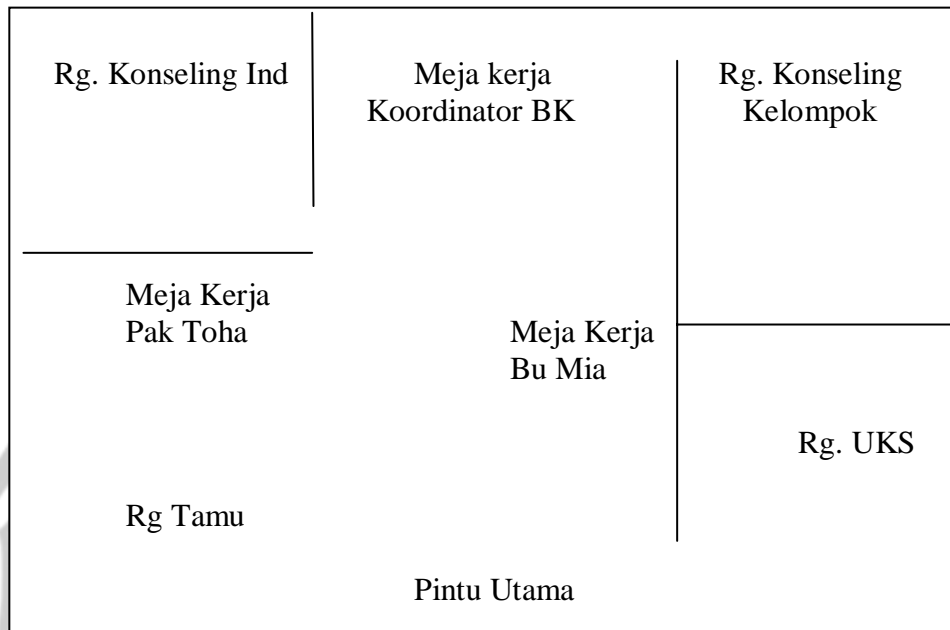 Rg. Konseling Ind
Meja kerja
Koordinator BK
Rg. Konseling
Kelompok
Meja Kerja
Pak Toha
Meja Kerja
Bu Mia
Rg. UKS
Rg Tamu
Pintu Utama